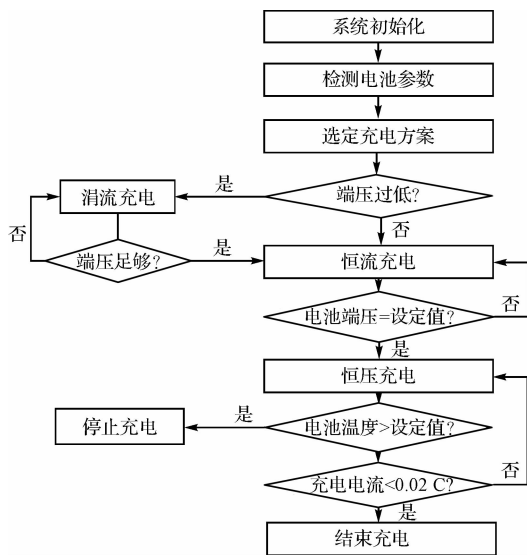 系统初始化
检测电池参数
选定充电方案
端压过低?
是
否
涓流充电
端压足够?
否
是
恒流充电
电池端压=设定值?
否
是
恒压充电
电池温度>设定值?
是
停止充电
充电电流<0.02 C?
否
是
结束充电